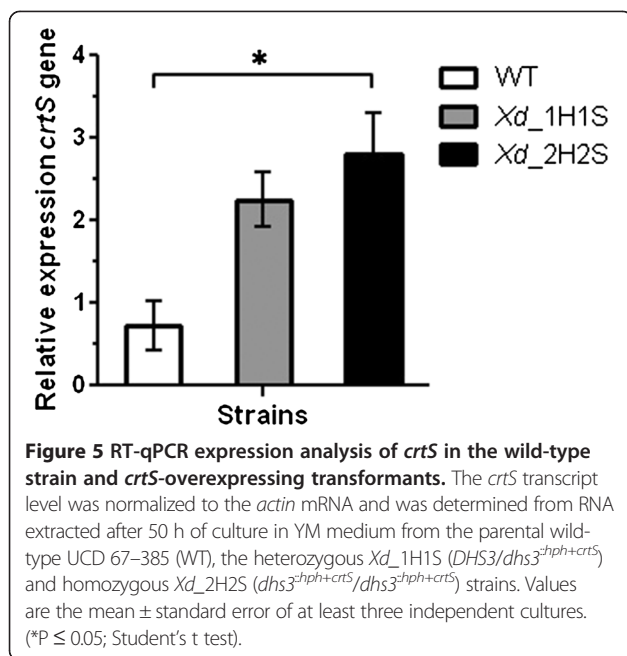 Relative expression crtS gene
4
3
2
1
0
*
Strains
WT
Xd_1H1S
Xd_2H2S
Figure 5 RT-qPCR expression analysis of crtS in the wild-type
strain and crtS-overexpressing transformants. The crtS transcript
level was normalized to the actin mRNA and was determined from RNA
extracted after 50 h of culture in YM medium from the parental wild-
type UCD 67–385 (WT), the heterozygous Xd_1H1S (DHS3/dhs3::hph+crtS)
and homozygous Xd_2H2S (dhs3::hph+crtS/dhs3::hph+crtS) strains. Values
are the mean ± standard error of at least three independent cultures.
(*P ≤ 0.05; Student's t test).